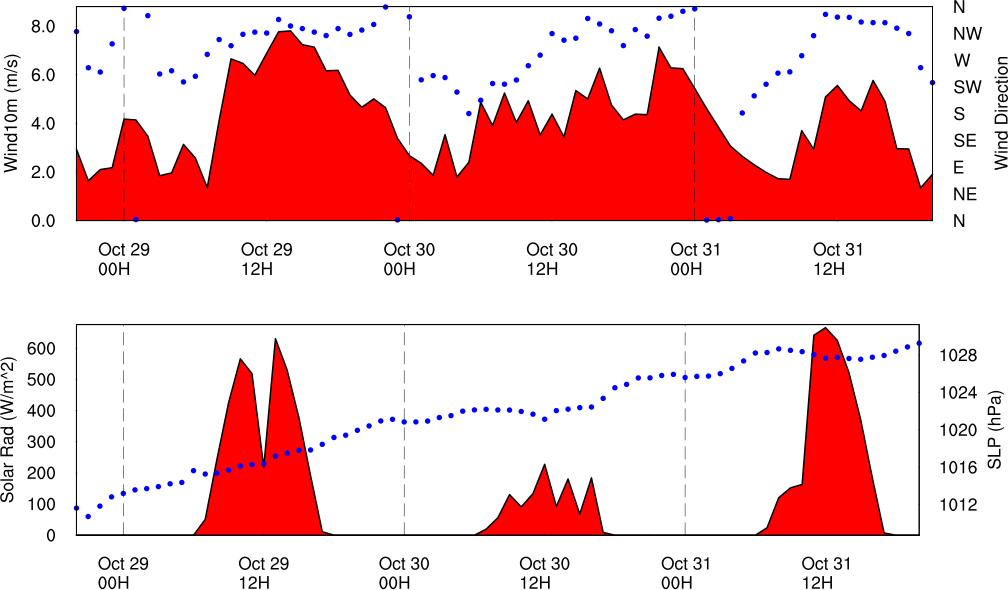 8.0
6.0
4.0
2.0
0.0
Wind10m (m/s)
N
NW
W
SW
S
SE
E
NE
N
Wind Direction
Oct 29 Oct 29 Oct 30 Oct 30 Oct 31 Oct 31
00H 12H 00H 12H 00H 12H
600
500
400
300
200
100
0
Solar Rad (W/m^2)
1028
1024
1020
1016
1012
SLP (hPa)
Oct 29 Oct 29 Oct 30 Oct 30 Oct 31 Oct 31
00H 12H 00H 12H 00H 12H